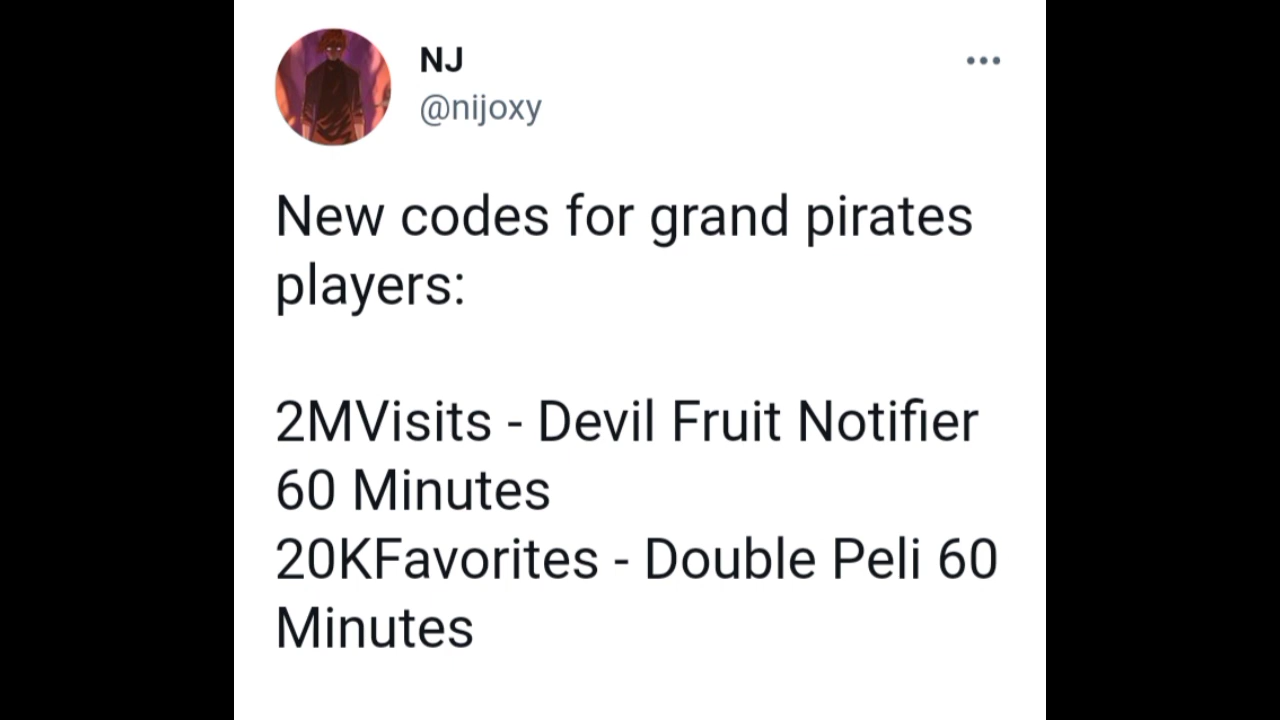 NJ
@nijoxy
New codes for grand pirates
players:
2MVisits - Devil Fruit Notifier
60 Minutes
20KFavorites - Double Peli 60
Minutes